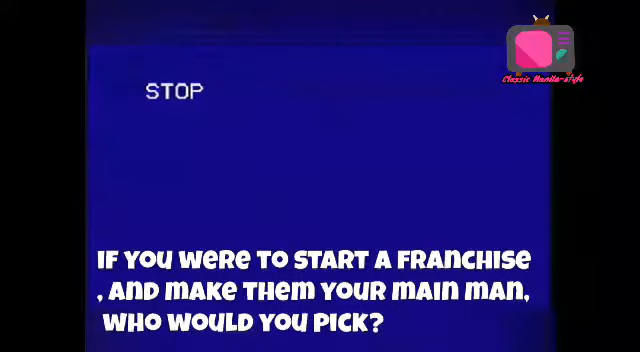 Classic Manila-style
STOP
IF YOU WERE TO START A FRANCHISE
, AND MAKE THEM YOUR MAIN MAN,
WHO WOULD YOU PICK?